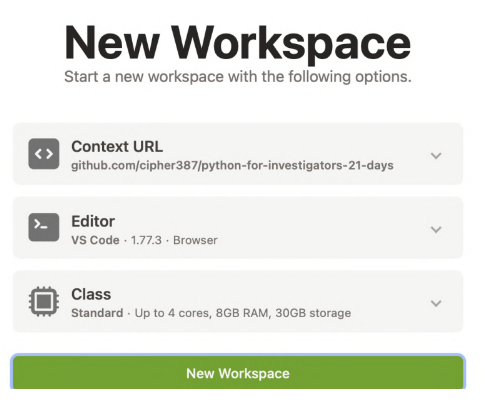 New Workspace
Start a new workspace with the following options.
Context URL
github.com/cipher387/python-for-investigators-21-days
Editor
VS Code · 1.77.3 · Browser
Class
Standard · Up to 4 cores, 8GB RAM, 30GB storage
New Workspace